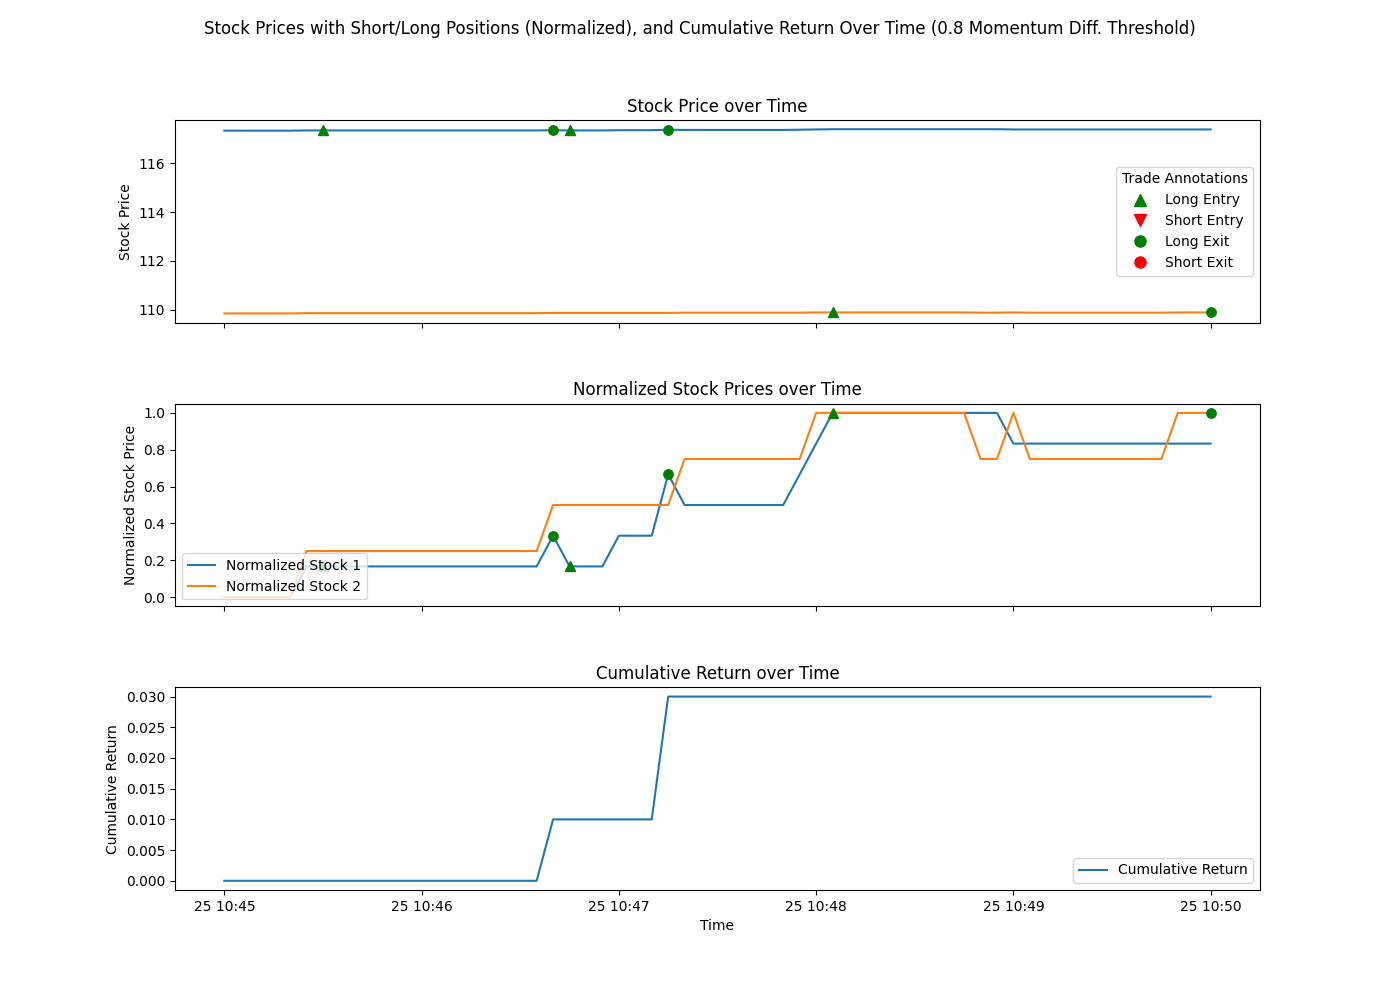 Stock Prices with Short/Long Positions (Normalized), and Cumulative Return Over Time (0.8 Momentum Diff. Threshold)
Stock Price over Time
Stock Price
116
114
112
110
Trade Annotations
Long Entry
Short Entry
Long Exit
Short Exit
Normalized Stock Prices over Time
Normalized Stock Price
1.0
0.8
0.6
0.4
0.2
0.0
Normalized Stock 1
Normalized Stock 2
Cumulative Return over Time
Cumulative Return
0.030
0.025
0.020
0.015
0.010
0.005
0.000
Cumulative Return
25 10:45
25 10:46
25 10:47
25 10:48
25 10:49
25 10:50
Time